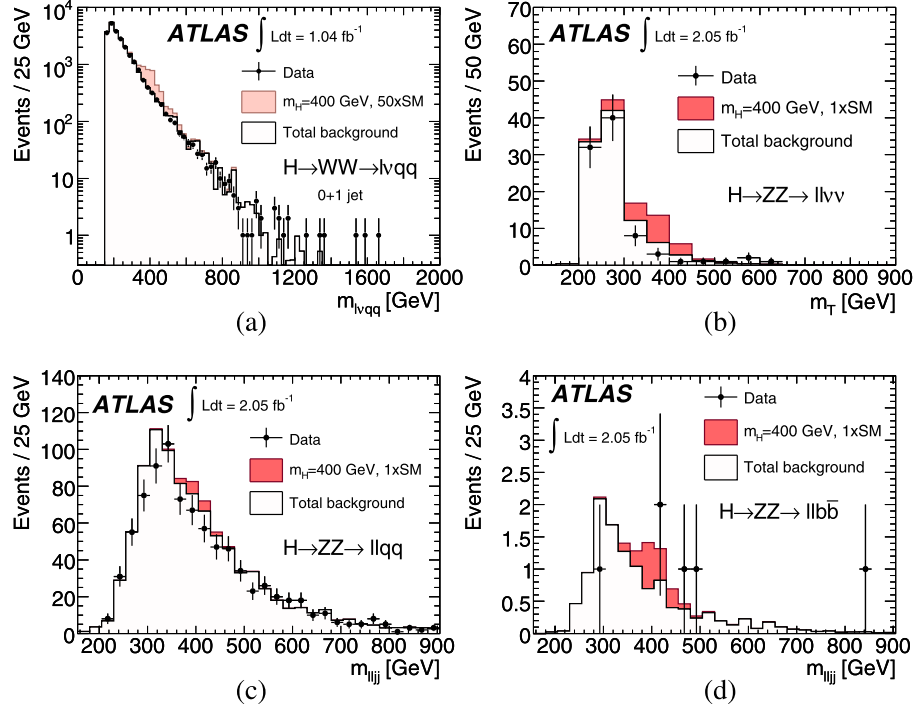 ATLAS ∫ Ldt = 1.04 fb⁻¹
Data
m_H=400 GeV, 50xSM
Total background
H→WW→lνqq
0+1 jet
Events / 25 GeV
10⁴
10³
10²
10
1
0 400 800 1200 1600 2000
m_lνqq [GeV]
(a)
ATLAS ∫ Ldt = 2.05 fb⁻¹
Data
m_H=400 GeV, 1xSM
Total background
H→ZZ→ llνν
Events / 50 GeV
70
60
50
40
30
20
10
0
100 200 300 400 500 600 700 800 900
m_T [GeV]
(b)
ATLAS ∫ Ldt = 2.05 fb⁻¹
Data
m_H=400 GeV, 1xSM
Total background
H→ZZ→ llqq
Events / 25 GeV
140
120
100
80
60
40
20
0
200 300 400 500 600 700 800 900
m_lljj [GeV]
(c)
ATLAS
∫ Ldt = 2.05 fb⁻¹
Data
m_H=400 GeV, 1xSM
Total background
H→ZZ→ llbb̅
Events / 25 GeV
4
3.5
3
2.5
2
1.5
1
0.5
0
200 300 400 500 600 700 800 900
m_lljj [GeV]
(d)